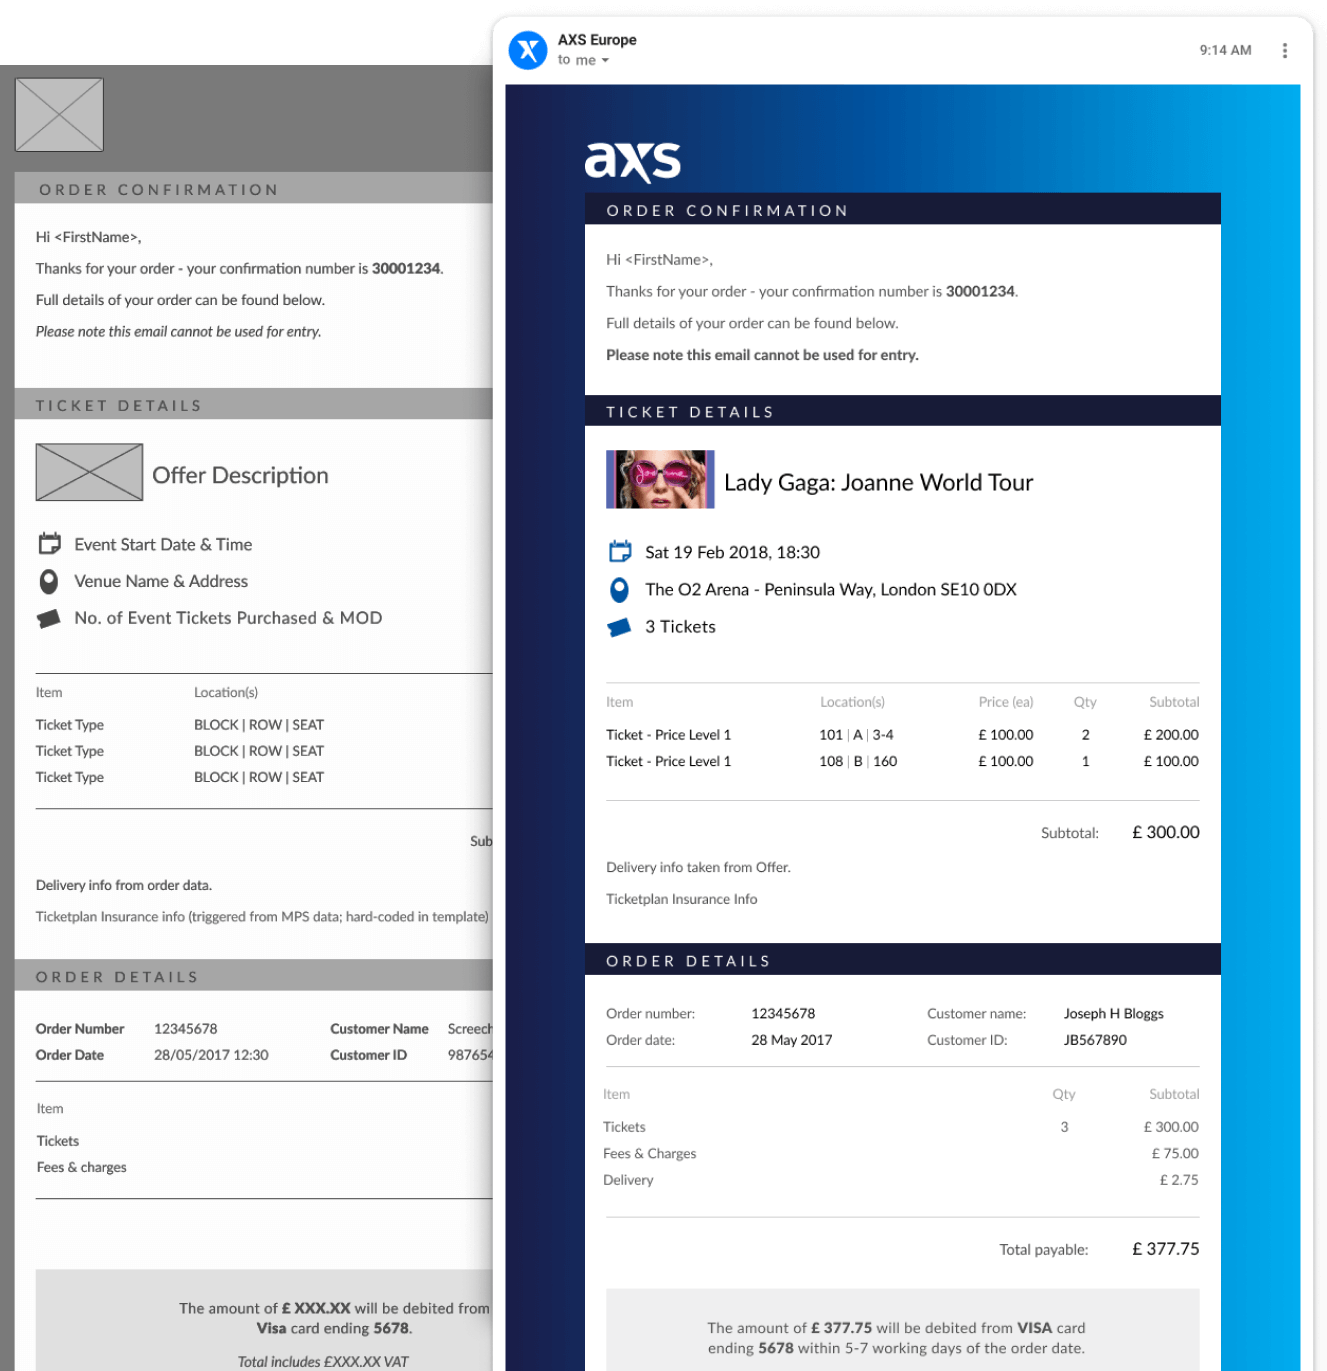 ORDER CONFIRMATION
Hi <FirstName>,
Thanks for your order - your confirmation number is 30001234.
Full details of your order can be found below.
Please note this email cannot be used for entry.
TICKET DETAILS
Offer Description
Event Start Date & Time
Venue Name & Address
No. of Event Tickets Purchased & MOD
Item Location(s)
Ticket Type BLOCK | ROW | SEAT
Ticket Type BLOCK | ROW | SEAT
Ticket Type BLOCK | ROW | SEAT
Sub
Delivery info from order data.
Ticketplan Insurance info (triggered from MPS data; hard-coded in template)
ORDER DETAILS
Order Number 12345678 Customer Name Screech
Order Date 28/05/2017 12:30 Customer ID 987654
Item
Tickets
Fees & charges
The amount of £ XXX.XX will be debited from
Visa card ending 5678.
Total includes £XXX.XX VAT
AXS Europe
to me
9:14 AM
axs
ORDER CONFIRMATION
Hi <FirstName>,
Thanks for your order - your confirmation number is 30001234.
Full details of your order can be found below.
Please note this email cannot be used for entry.
TICKET DETAILS
Lady Gaga: Joanne World Tour
Sat 19 Feb 2018, 18:30
The O2 Arena - Peninsula Way, London SE10 0DX
3 Tickets
Item Location(s) Price (ea) Qty Subtotal
Ticket - Price Level 1 101 | A | 3-4 £ 100.00 2 £ 200.00
Ticket - Price Level 1 108 | B | 160 £ 100.00 1 £ 100.00
Subtotal: £ 300.00
Delivery info taken from Offer.
Ticketplan Insurance Info
ORDER DETAILS
Order number: 12345678 Customer name: Joseph H Bloggs
Order date: 28 May 2017 Customer ID: JB567890
Item Qty Subtotal
Tickets 3 £ 300.00
Fees & Charges £ 75.00
Delivery £ 2.75
Total payable: £ 377.75
The amount of £ 377.75 will be debited from VISA card
ending 5678 within 5-7 working days of the order date.